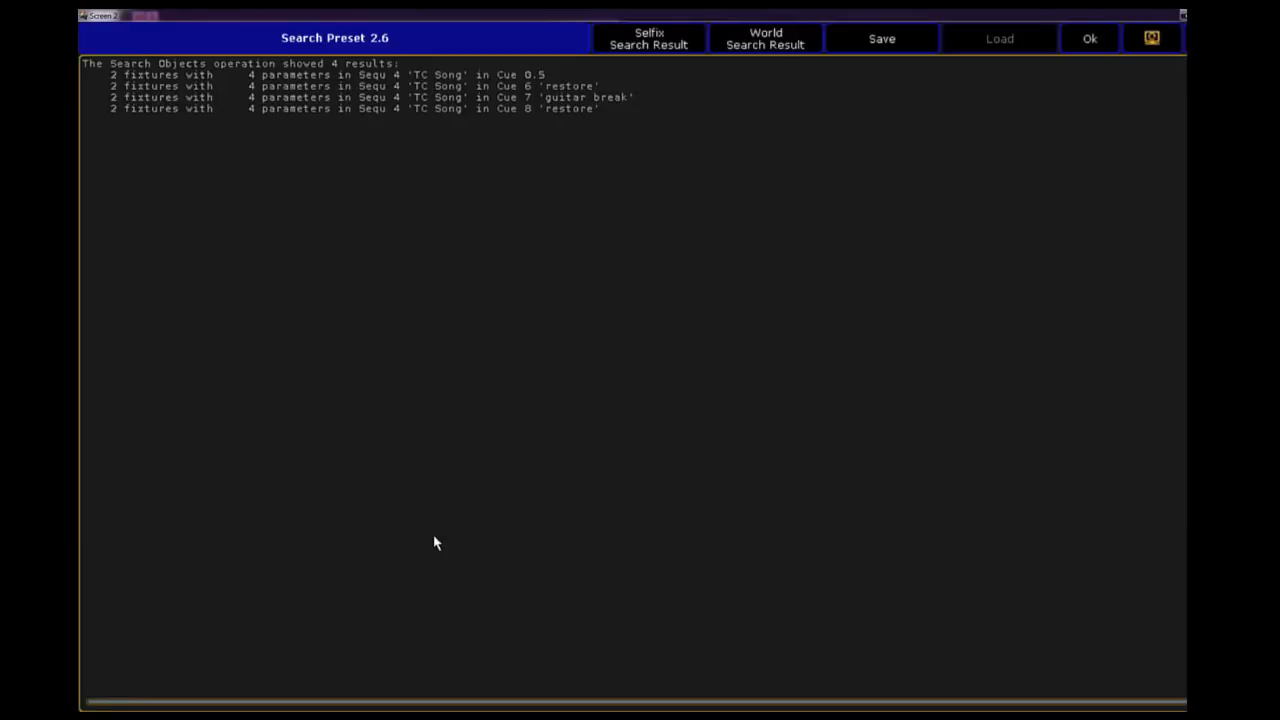 Screen 2
Search Preset 2.6
Selfix
Search Result
World
Search Result
Save
Load
Ok
The Search Objects operation showed 4 results:
2 fixtures with 4 parameters in Sequ 4 'TC Song' in Cue 0.5
2 fixtures with 4 parameters in Sequ 4 'TC Song' in Cue 6 'restore'
2 fixtures with 4 parameters in Sequ 4 'TC Song' in Cue 7 'guitar break'
2 fixtures with 4 parameters in Sequ 4 'TC Song' in Cue 8 'restore'